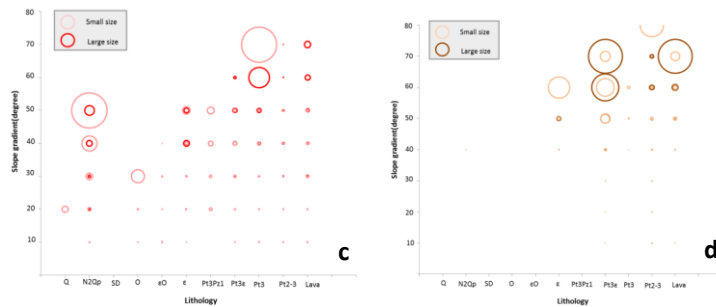 80
Small size
Large size
70
60
50
40
30
20
10
Slope gradient(degree)
Q N2Qp SD O εO ε Pt3Pz1 Pt3ε Pt3 Pt2-3 Lava
Lithology
c
80
Small size
Large size
70
60
50
40
30
20
10
Slope gradient(degree)
Q N2Qp SD O εO ε Pt3Pz1 Pt3ε Pt3 Pt2-3 Lava
Lithology
d